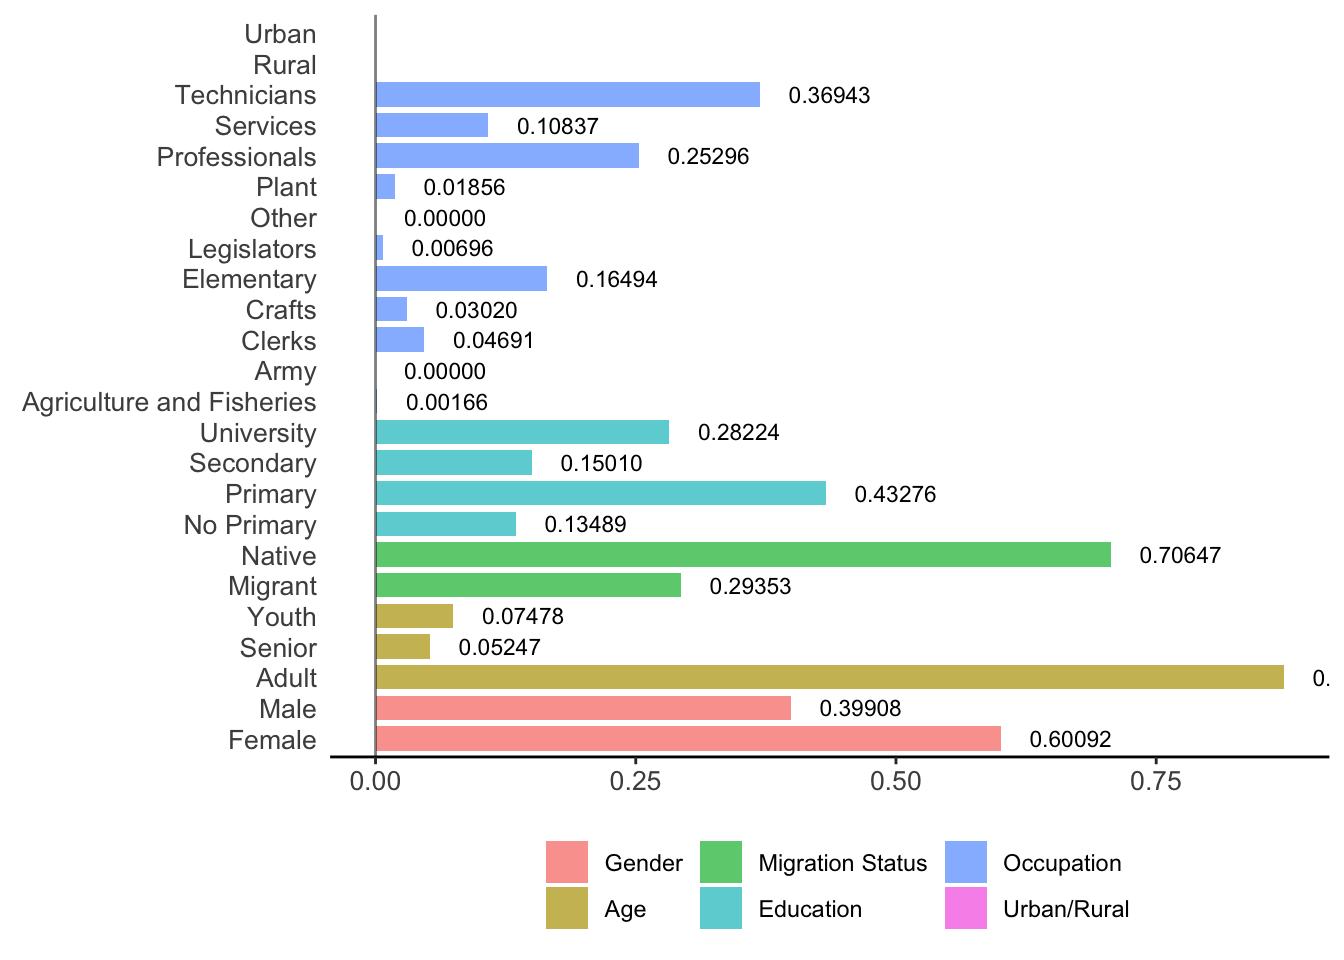 Urban
Rural
Technicians 0.36943
Services 0.10837
Professionals 0.25296
Plant 0.01856
Other 0.00000
Legislators 0.00696
Elementary 0.16494
Crafts 0.03020
Clerks 0.04691
Army 0.00000
Agriculture and Fisheries 0.00166
University 0.28224
Secondary 0.15010
Primary 0.43276
No Primary 0.13489
Native 0.70647
Migrant 0.29353
Youth 0.07478
Senior 0.05247
Adult 0.
Male 0.39908
Female 0.60092
0.00 0.25 0.50 0.75
Gender Migration Status Occupation
Age Education Urban/Rural